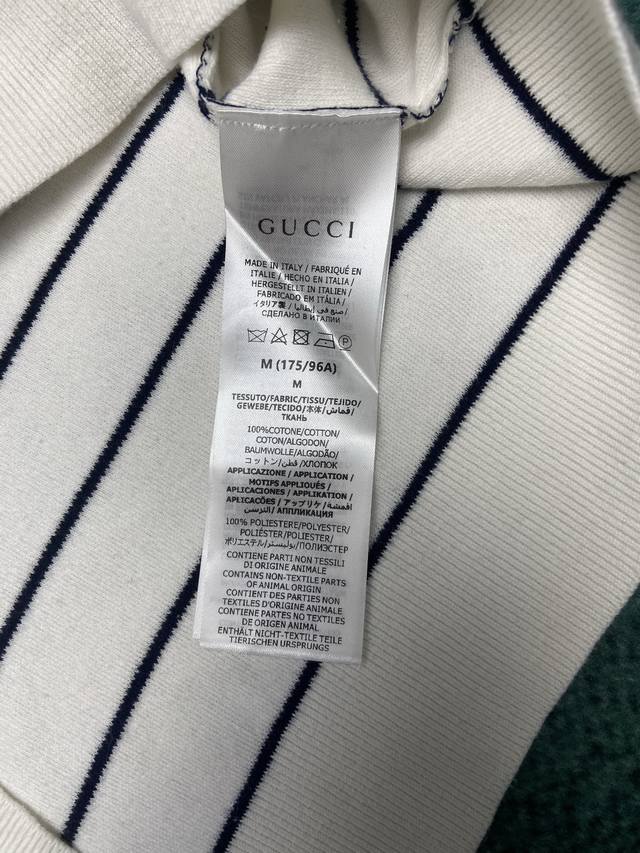 GUCCI
MADE IN ITALY / FABRIQUÉ EN
ITALIE / HECHO EN ITALIA /
HERGESTELLT IN ITALIEN /
FABRICADO EM ITÁLIA /
イタリア製 / صنع في إيطاليا /
СДЕЛАНО В ИТАЛИИ
M (175/96A)
M
TESSUTO/FABRIC/TISSU/TEJIDO/
GEWEBE/TECIDO/本体/قماش/
ТКАНЬ
100%COTONE/COTTON/
COTON/ALGODON/
BAUMWOLLE/ALGODÃO/
コットン/قطن/ХЛОПОК
APPLICAZIONE / APPLICATION /
MOTIFS APPLIQUÉS /
APLICACIONES / APPLIKATION /
APLICACÕES / アップリケ / اقمشة
التزيين / АППЛИКАЦИЯ
100% POLIESTERE/POLYESTER/
POLIÉSTER/POLIESTER/
ポリエステル/بوليستر/ПОЛИЭСТЕР
CONTIENE PARTI NON TESSILI
DI ORIGINE ANIMALE
CONTAINS NON-TEXTILE PARTS
OF ANIMAL ORIGIN
CONTIENT DES PARTIES NON
TEXTILES D'ORIGINE ANIMALE
CONTIENE PARTES NO TEXTILES
DE ORIGEN ANIMAL
ENTHÄLT NICHT-TEXTILE TEILE
TIERISCHEN URSPRUNGS